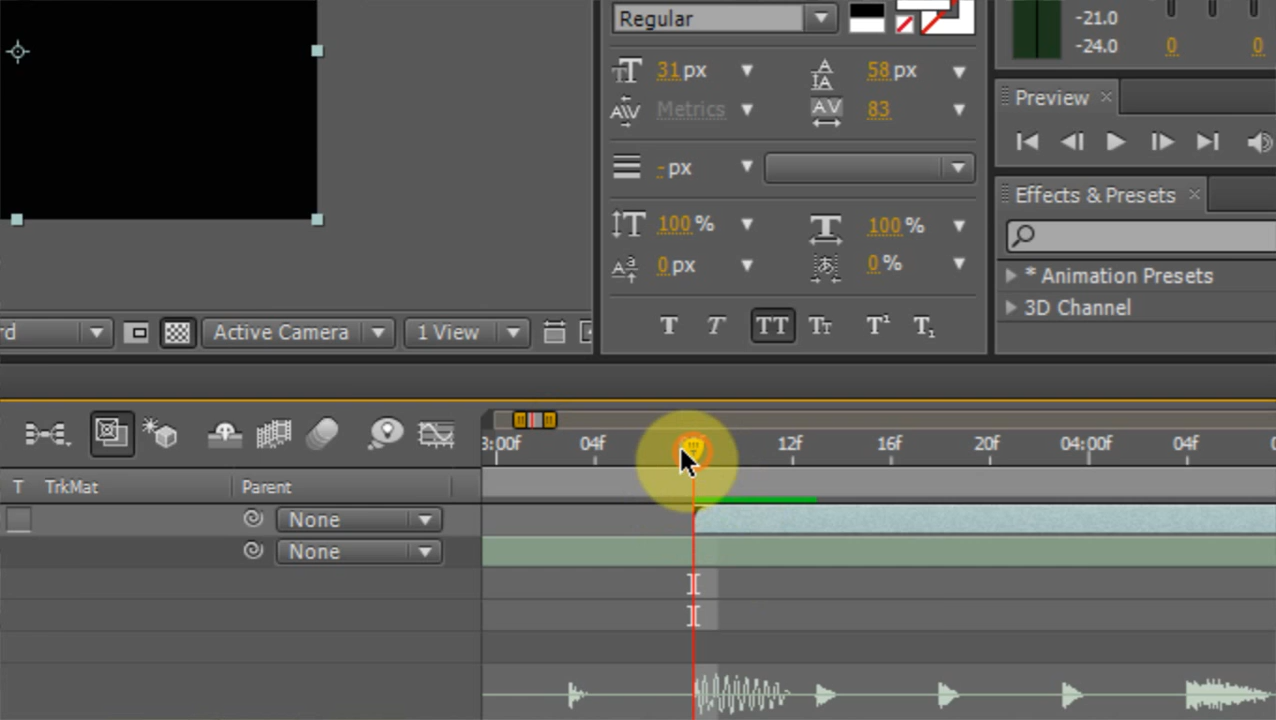 Regular
-21.0
-24.0
0 0
31 px 58 px
Metrics 83
- px
100 % 100 %
0 px 0 %
T T TT Tt T¹ T₁
Preview ×
Effects & Presets ×
* Animation Presets
3D Channel
rd
Active Camera
1 View
3:00f 04f 12f 16f 20f 04:00f 04f
T TrkMat Parent
None
None